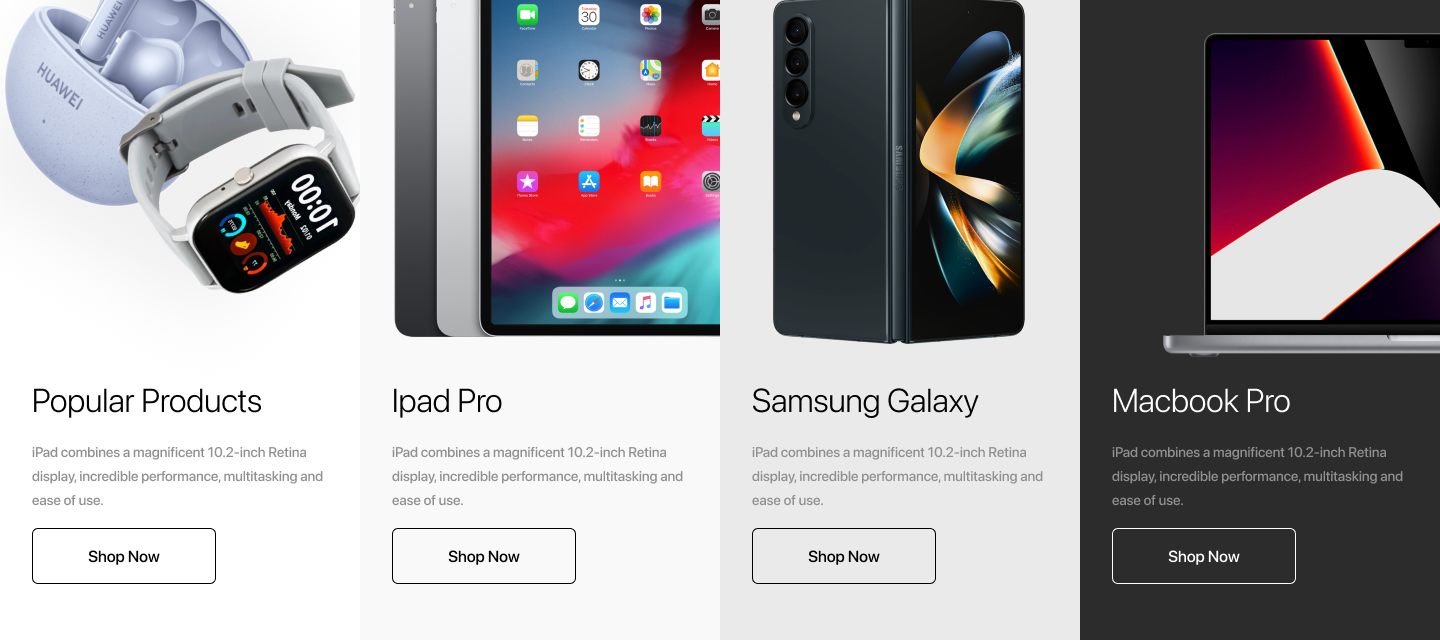 HUAWEI
HUAWEI
10:00
Monday
TUESDAY
30
SAMSUNG
Popular Products
iPad combines a magnificent 10.2-inch Retina
display, incredible performance, multitasking and
ease of use.
Shop Now
Ipad Pro
iPad combines a magnificent 10.2-inch Retina
display, incredible performance, multitasking and
ease of use.
Shop Now
Samsung Galaxy
iPad combines a magnificent 10.2-inch Retina
display, incredible performance, multitasking and
ease of use.
Shop Now
Macbook Pro
iPad combines a magnificent 10.2-inch Retina
display, incredible performance, multitasking and
ease of use.
Shop Now